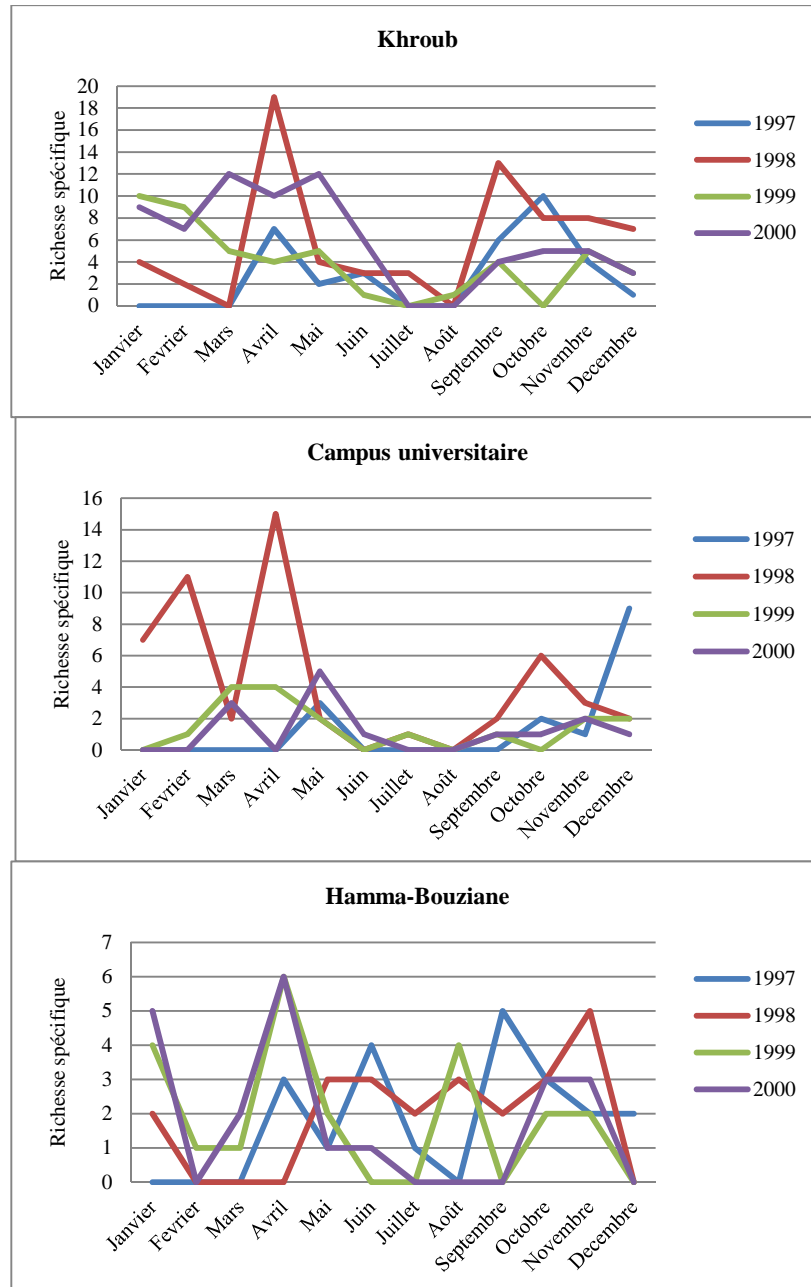 Khroub
Richesse spécifique
20
18
16
14
12
10
8
6
4
2
0
Janvier
Fevrier
Mars
Avril
Mai
Juin
Juillet
Août
Septembre
Octobre
Novembre
Decembre
1997
1998
1999
2000
Campus universitaire
Richesse spécifique
16
14
12
10
8
6
4
2
0
Janvier
Fevrier
Mars
Avril
Mai
Juin
Juillet
Août
Septembre
Octobre
Novembre
Decembre
1997
1998
1999
2000
Hamma-Bouziane
Richesse spécifique
7
6
5
4
3
2
1
0
Janvier
Fevrier
Mars
Avril
Mai
Juin
Juillet
Août
Septembre
Octobre
Novembre
Decembre
1997
1998
1999
2000